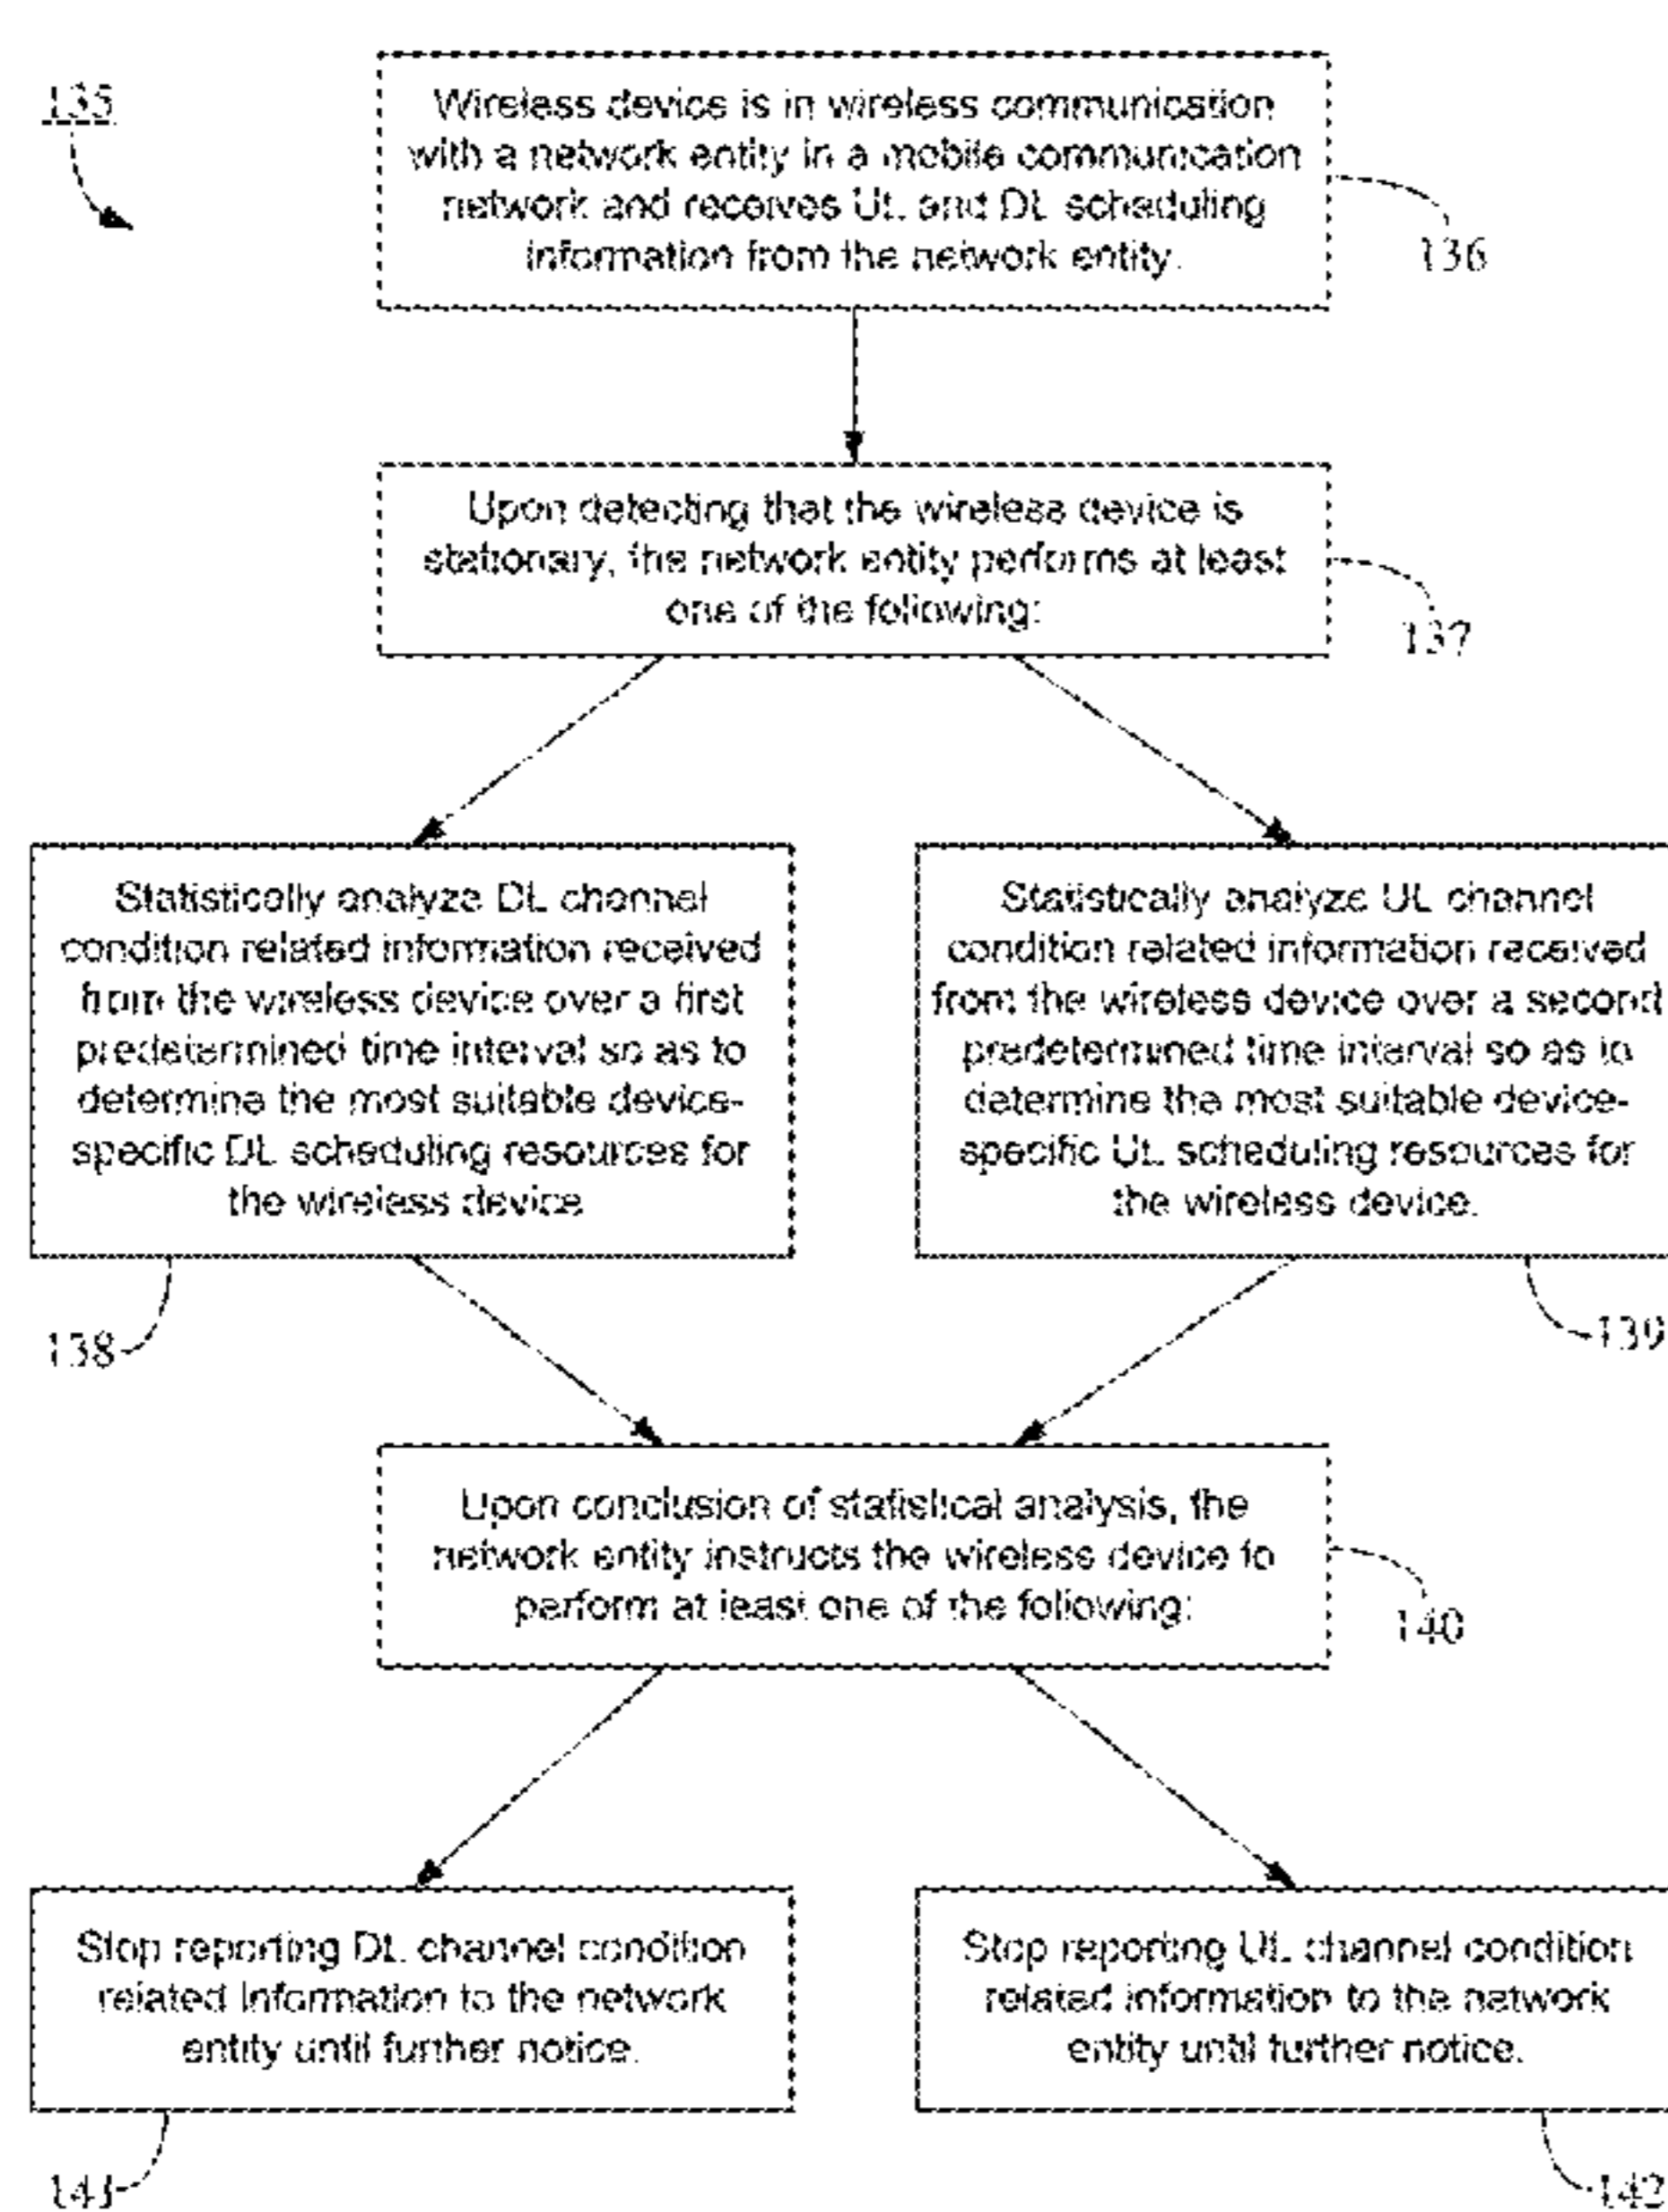 135
Wireless device is in wireless communication
with a network entity in a mobile communication
network and receives UL and DL scheduling
information from the network entity.
136
Upon detecting that the wireless device is
stationary, the network entity performs at least
one of the following:
137
Statistically analyze DL channel
condition related information received
from the wireless device over a first
predetermined time interval so as to
determine the most suitable device-
specific DL scheduling resources for
the wireless device
138
Statistically analyze UL channel
condition related information received
from the wireless device over a second
predetermined time interval so as to
determine the most suitable device-
specific UL scheduling resources for
the wireless device.
139
Upon conclusion of statistical analysis, the
network entity instructs the wireless device to
perform at least one of the following:
140
Stop reporting DL channel condition
related information to the network
entity until further notice.
141
Stop reporting UL channel condition
related information to the network
entity until further notice.
142